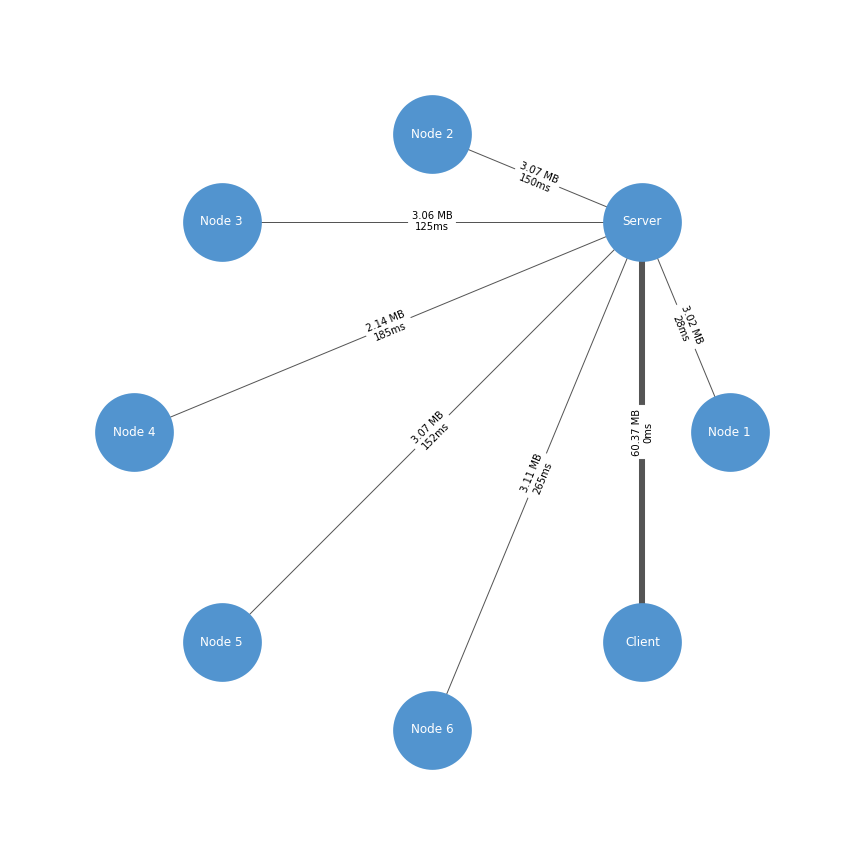 Node 2
3.07 MB
150ms
Node 3
3.06 MB
125ms
Server
2.14 MB
185ms
3.02 MB
28ms
Node 4
3.07 MB
152ms
60.37 MB
0ms
Node 1
3.11 MB
265ms
Node 5
Client
Node 6